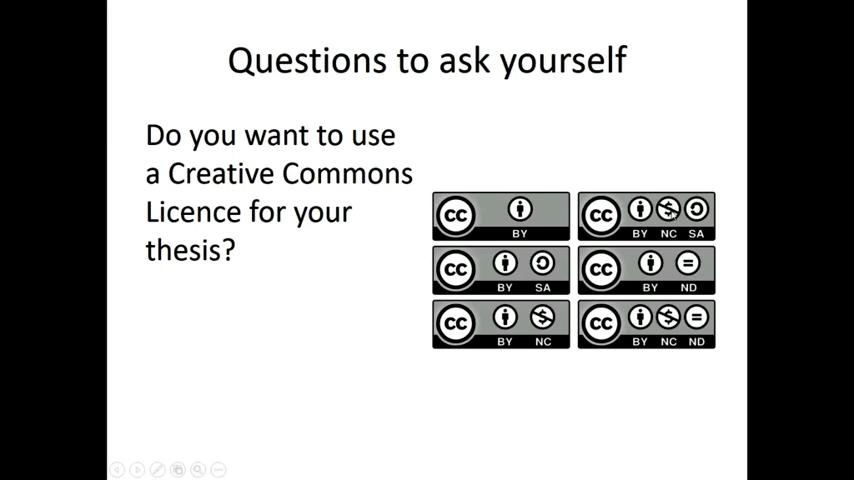 Questions to ask yourself
Do you want to use
a Creative Commons
Licence for your
thesis?
CC BY
CC BY NC SA
CC BY SA
CC BY ND
CC BY NC
CC BY NC ND